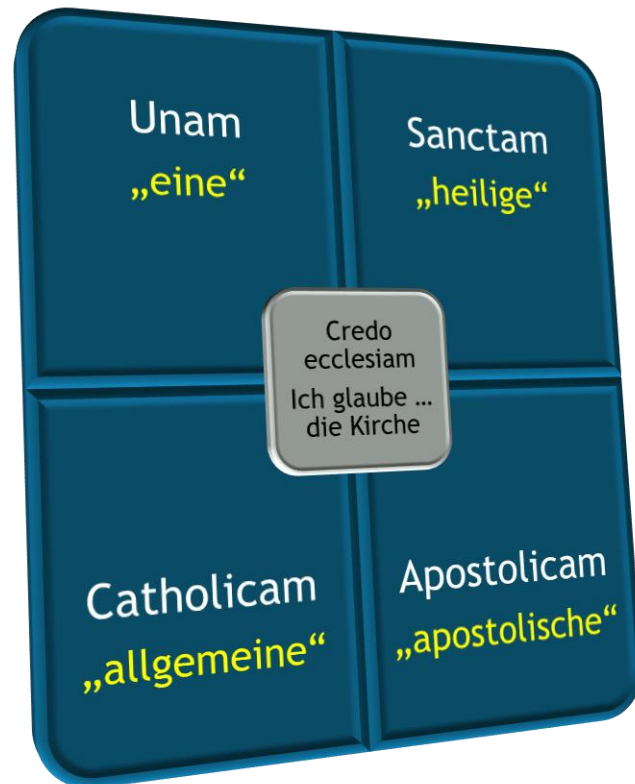 Unam
„eine“
Sanctam
„heilige“
Credo
ecclesiam
Ich glaube ...
die Kirche
Catholicam
„allgemeine“
Apostolicam
„apostolische“